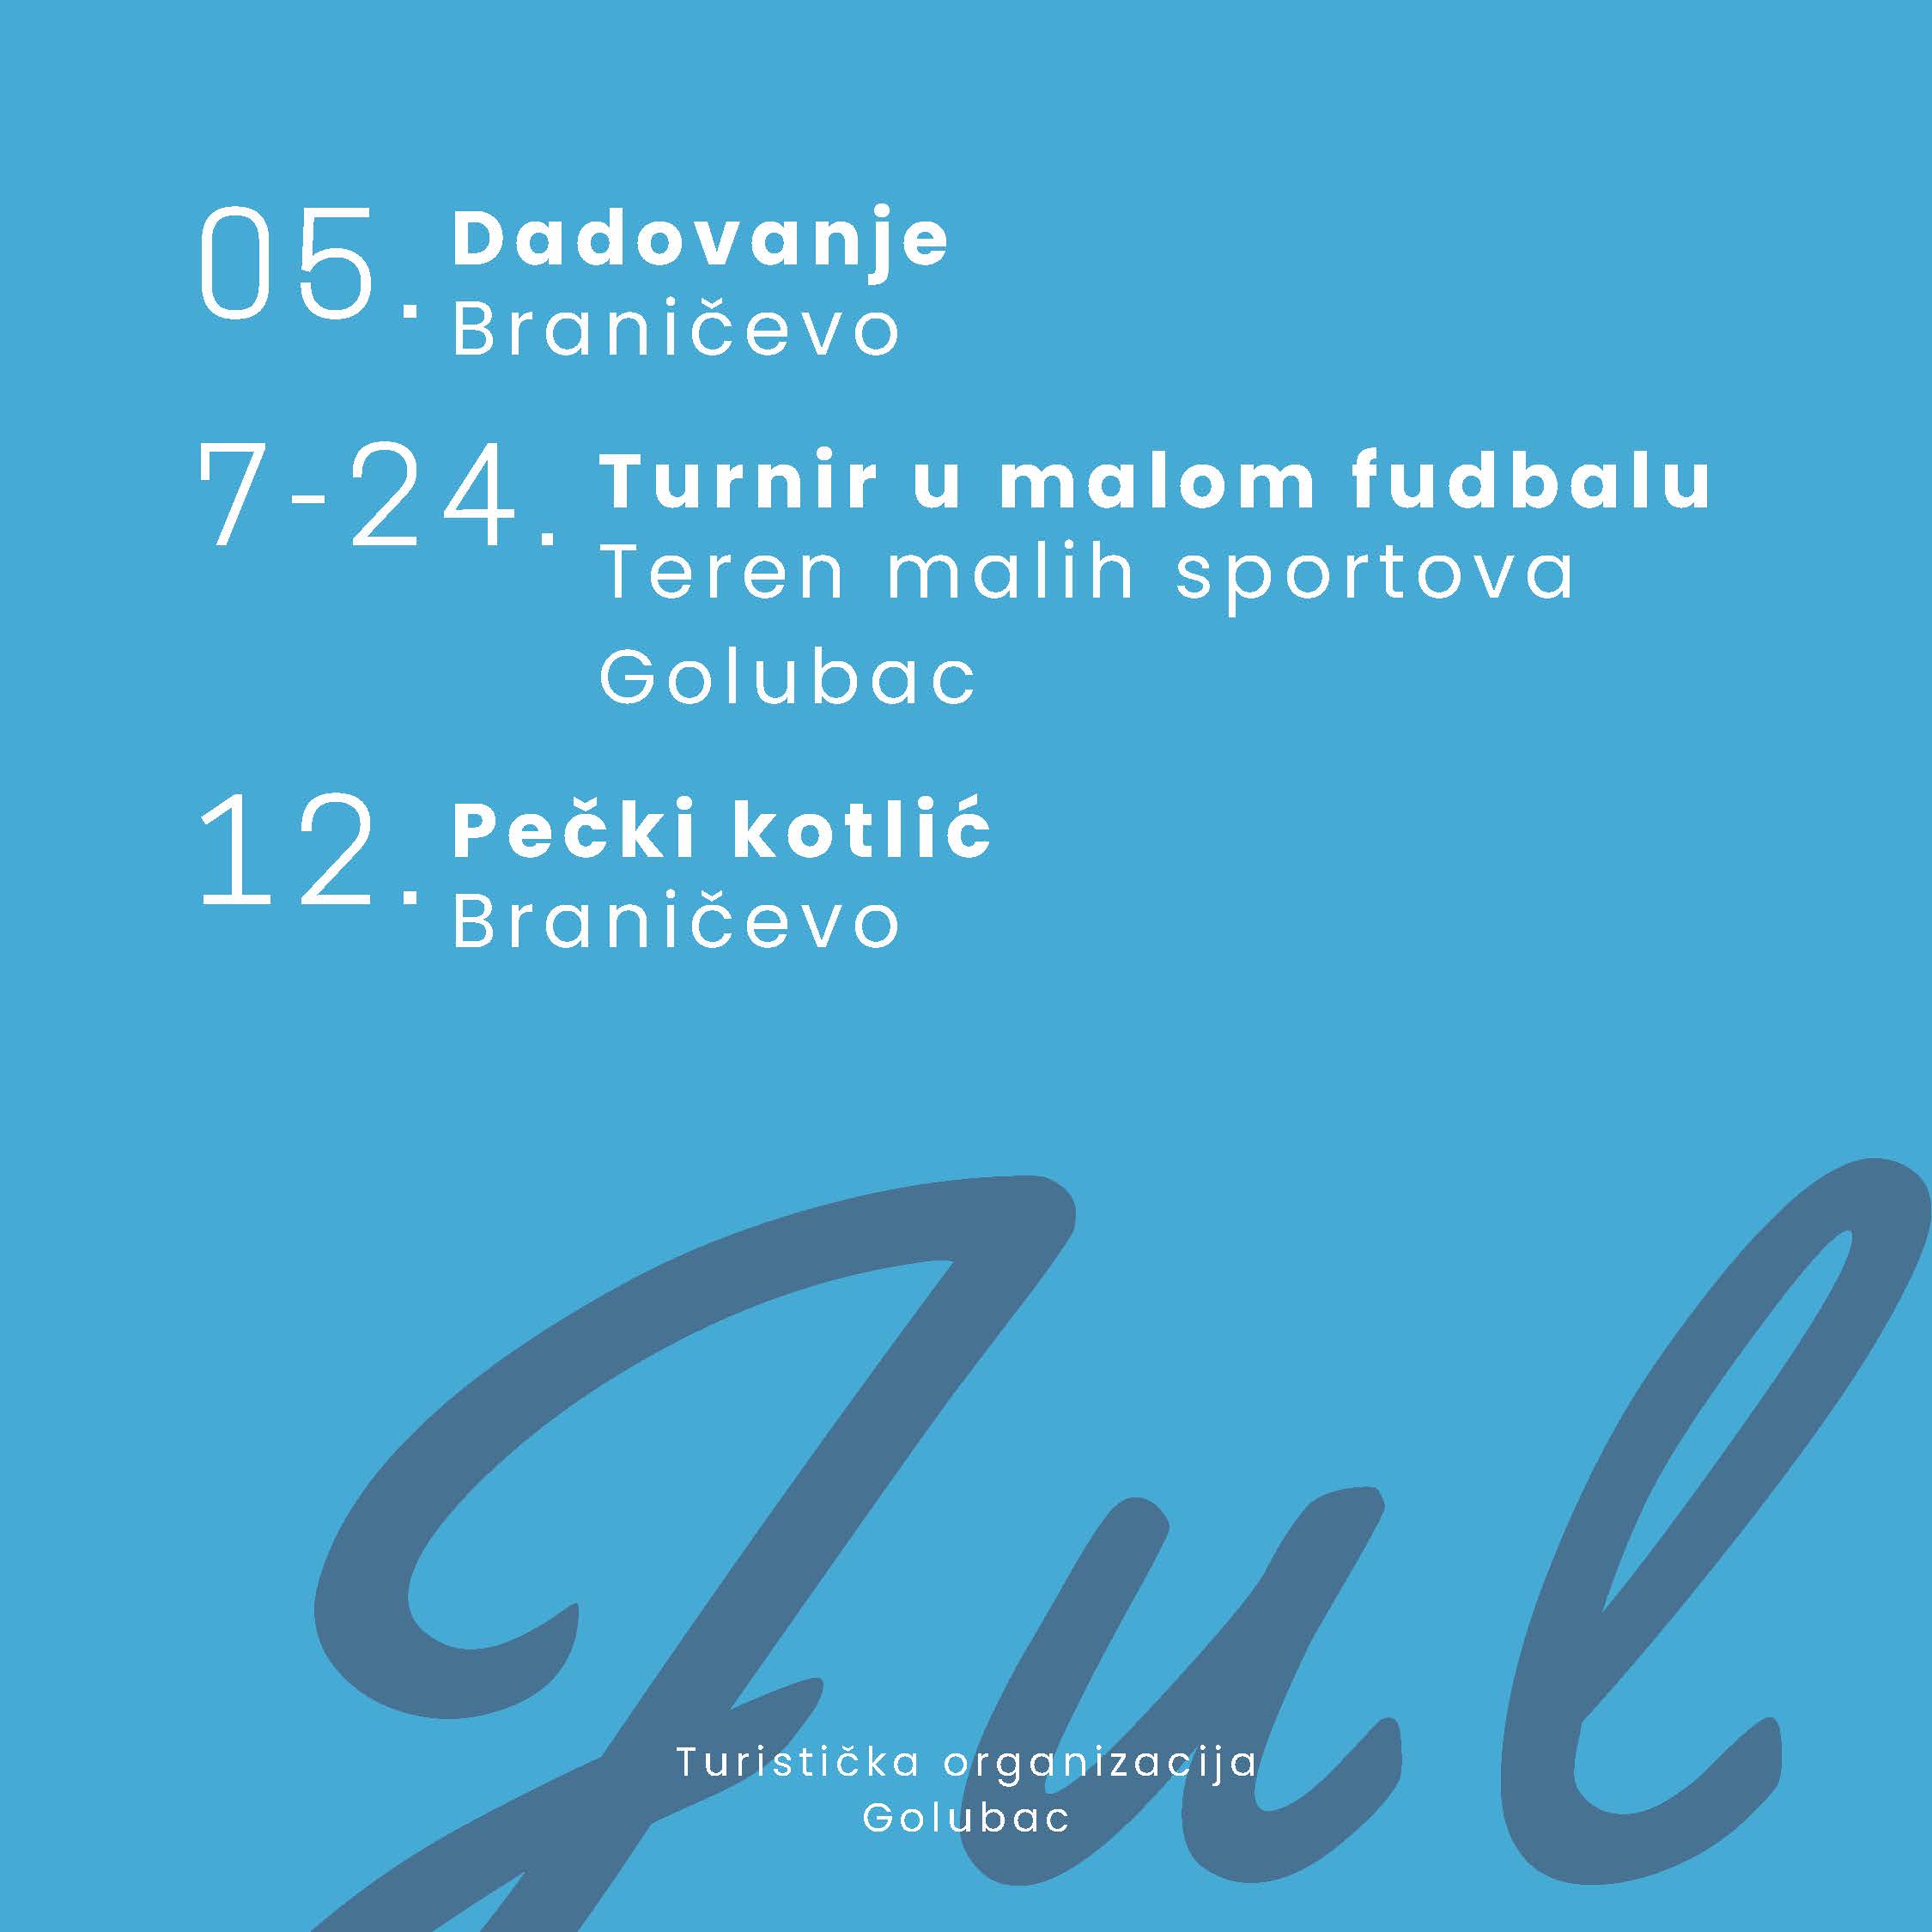 05. Dadovanje
Braničevo
7-24. Turnir u malom fudbalu
Teren malih sportova
Golubac
12. Pečki kotlić
Braničevo
Jul
Turistička organizacija
Golubac